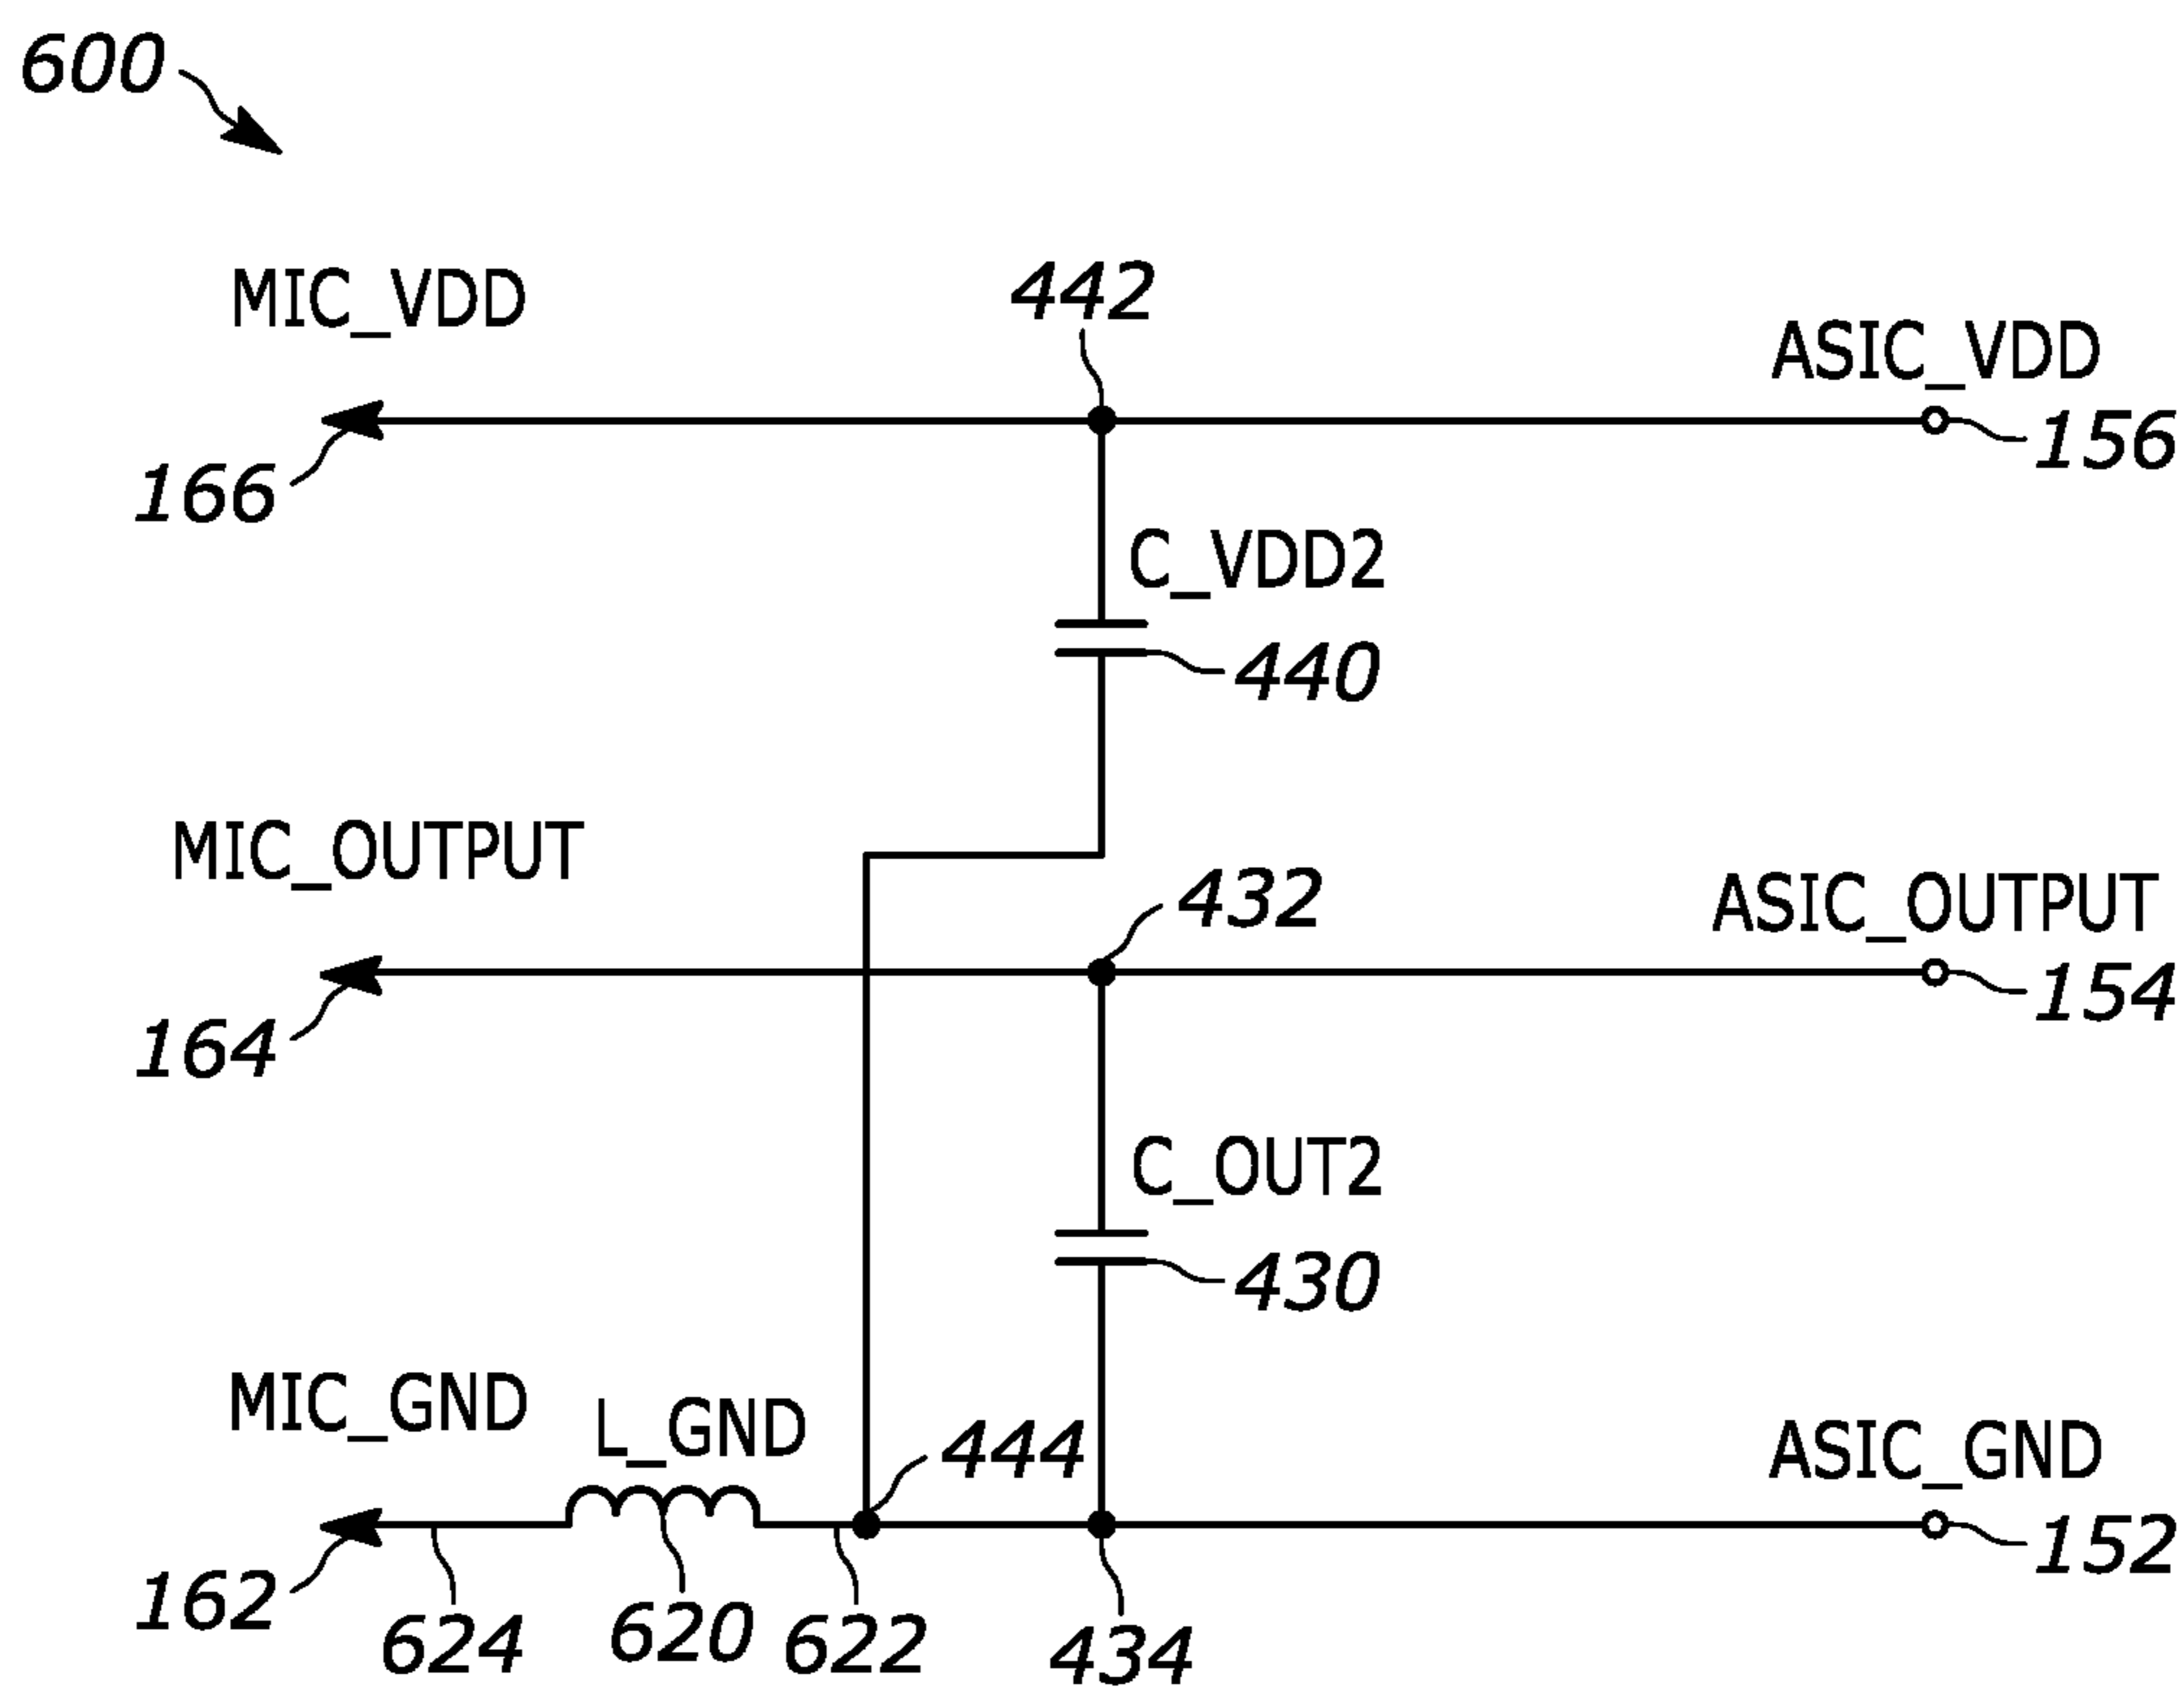 600
MIC_VDD
442
ASIC_VDD
156
166
C_VDD2
440
MIC_OUTPUT
432
ASIC_OUTPUT
154
164
C_OUT2
430
MIC_GND
L_GND
444
ASIC_GND
152
162
624
620
622
434